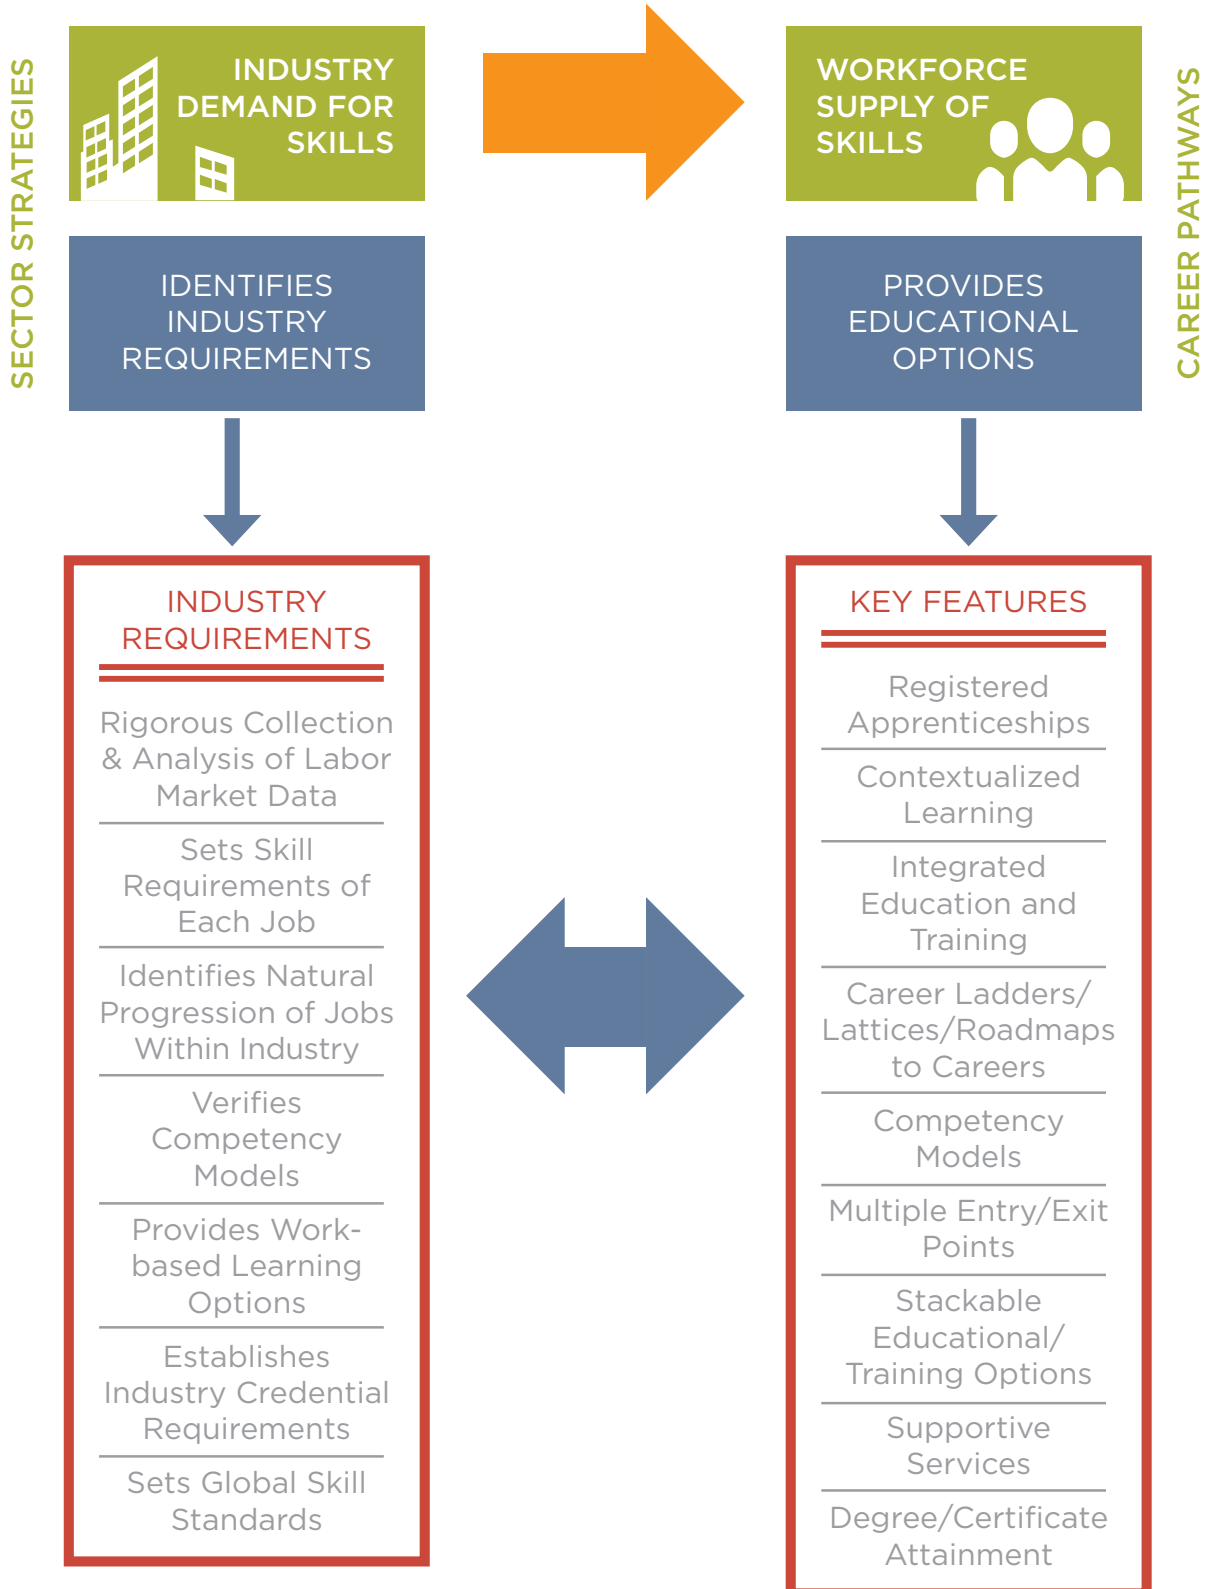 SECTOR STRATEGIES
INDUSTRY
DEMAND FOR
SKILLS
IDENTIFIES
INDUSTRY
REQUIREMENTS
INDUSTRY
REQUIREMENTS
Rigorous Collection
& Analysis of Labor
Market Data
Sets Skill
Requirements of
Each Job
Identifies Natural
Progression of Jobs
Within Industry
Verifies
Competency
Models
Provides Work-
based Learning
Options
Establishes
Industry Credential
Requirements
Sets Global Skill
Standards
WORKFORCE
SUPPLY OF
SKILLS
CAREER PATHWAYS
PROVIDES
EDUCATIONAL
OPTIONS
KEY FEATURES
Registered
Apprenticeships
Contextualized
Learning
Integrated
Education and
Training
Career Ladders/
Lattices/Roadmaps
to Careers
Competency
Models
Multiple Entry/Exit
Points
Stackable
Educational/
Training Options
Supportive
Services
Degree/Certificate
Attainment